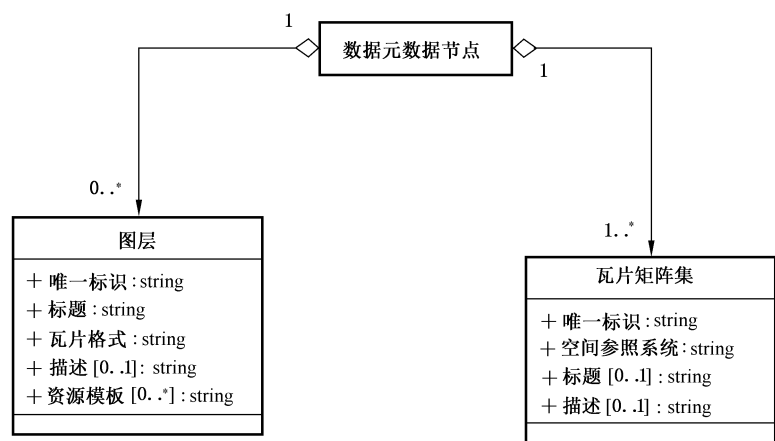 1
数据元数据节点
1
0..*
1..*
图层
+ 唯一标识:string
+ 标题:string
+ 瓦片格式:string
+ 描述[0..1]: string
+ 资源模板 [0..*]:string
瓦片矩阵集
+ 唯一标识:string
+ 空间参照系统:string
+ 标题[0..1]:string
+ 描述[0..1]:string